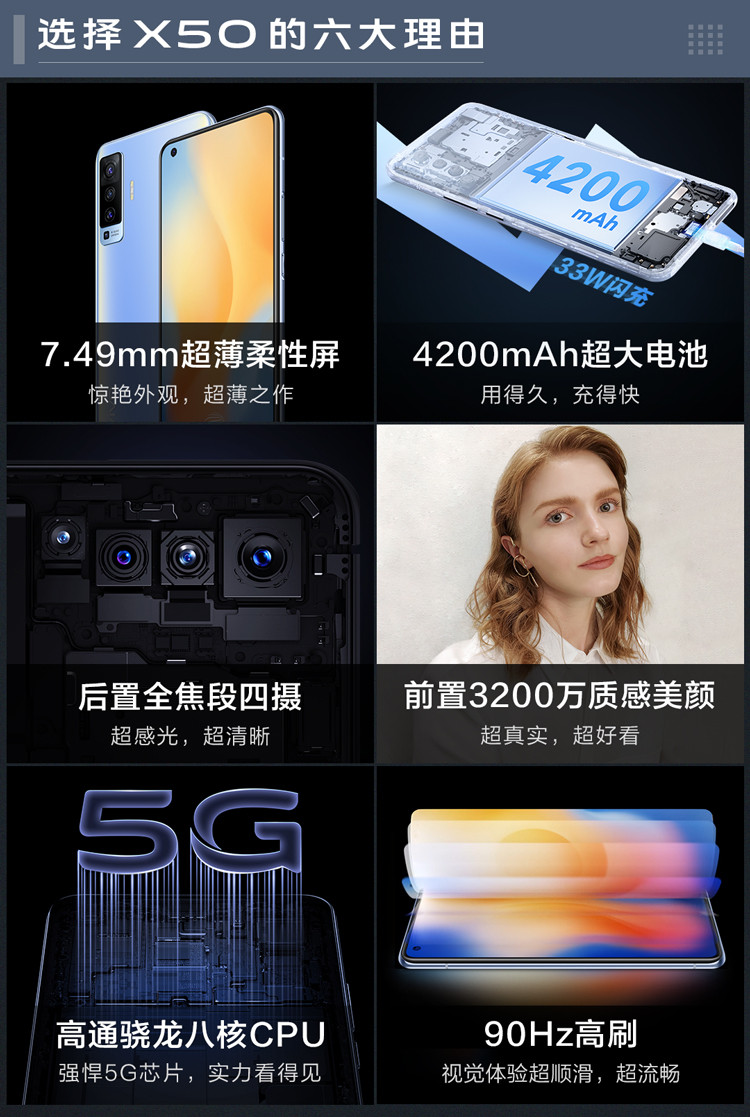 选择X50的六大理由
4200
mAh
33W闪充
7.49mm超薄柔性屏
惊艳外观，超薄之作
4200mAh超大电池
用得久，充得快
后置全焦段四摄
超感光，超清晰
前置3200万质感美颜
超真实，超好看
5G
高通骁龙八核CPU
强悍5G芯片，实力看得见
90Hz高刷
视觉体验超顺滑，超流畅